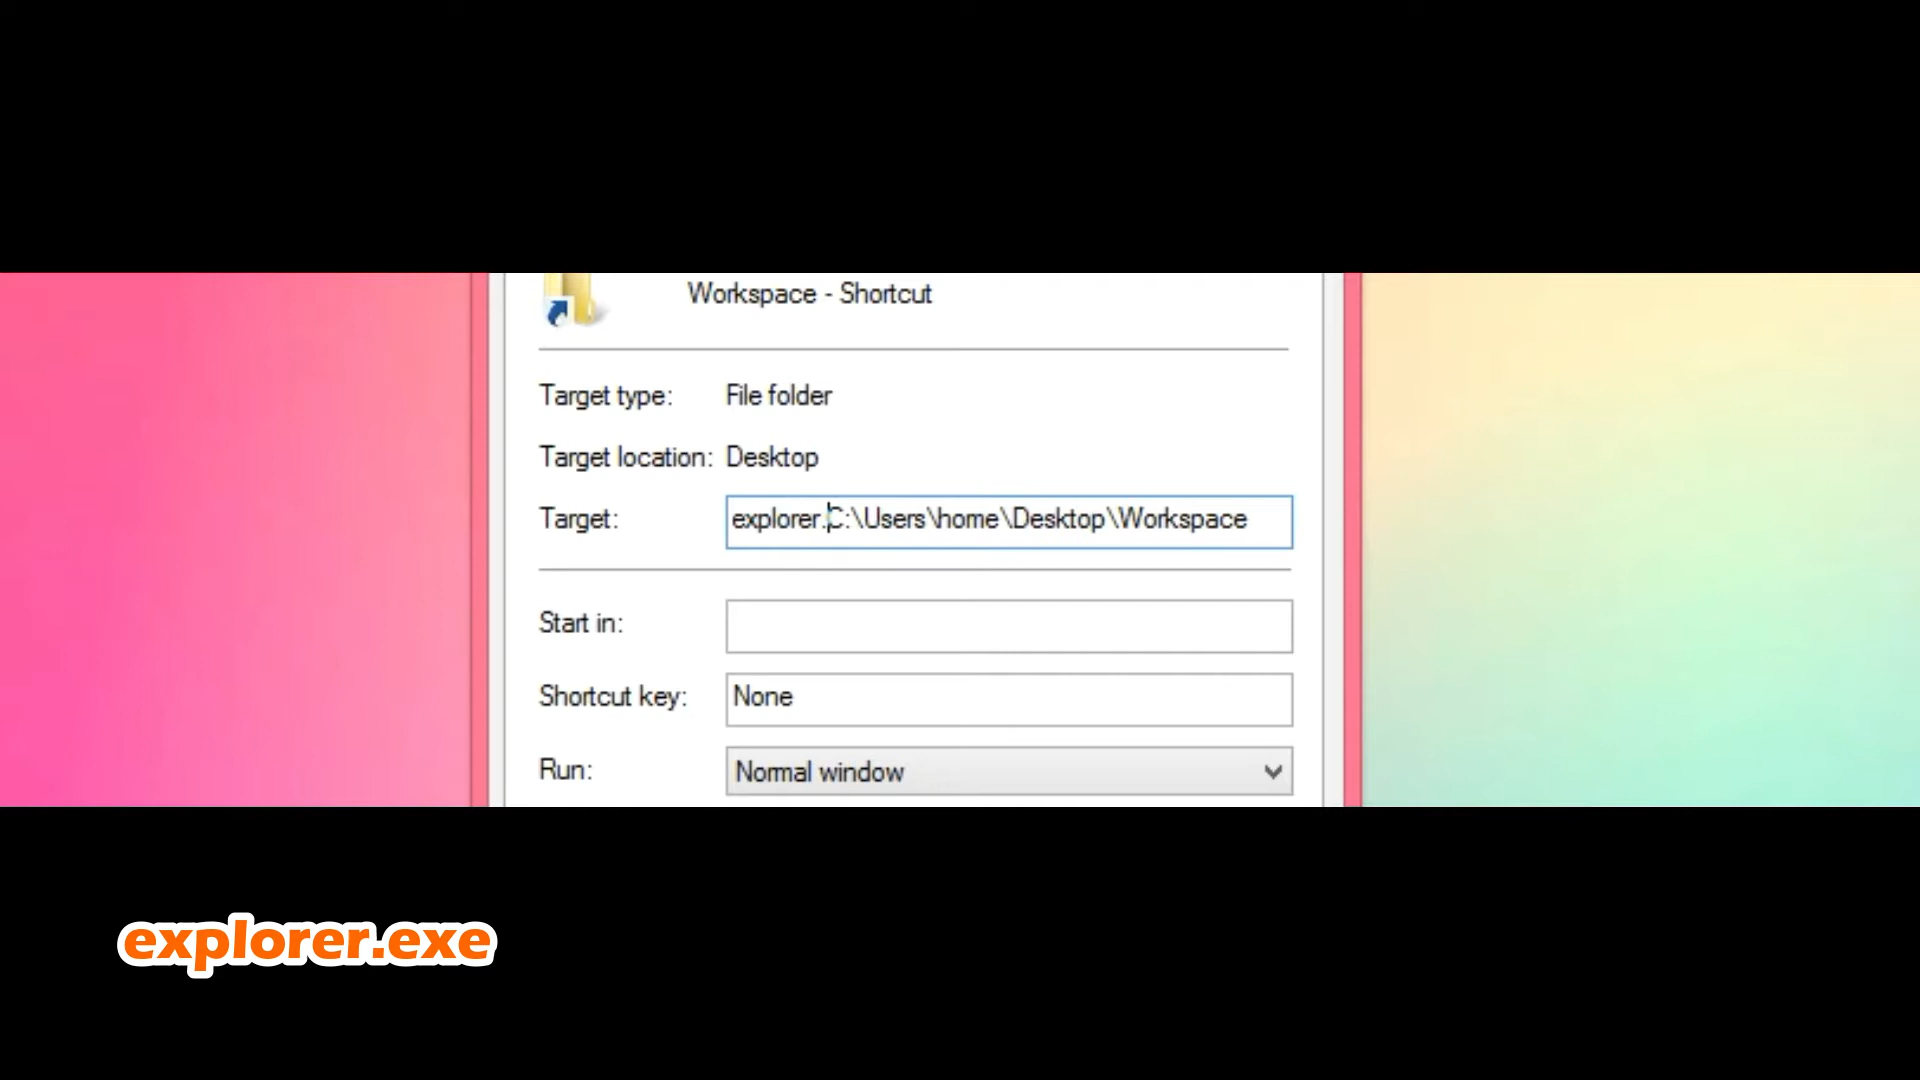 Workspace - Shortcut
Target type: File folder
Target location: Desktop
Target: explorer.C:\Users\home\Desktop\Workspace
Start in:
Shortcut key: None
Run: Normal window
explorer.exe